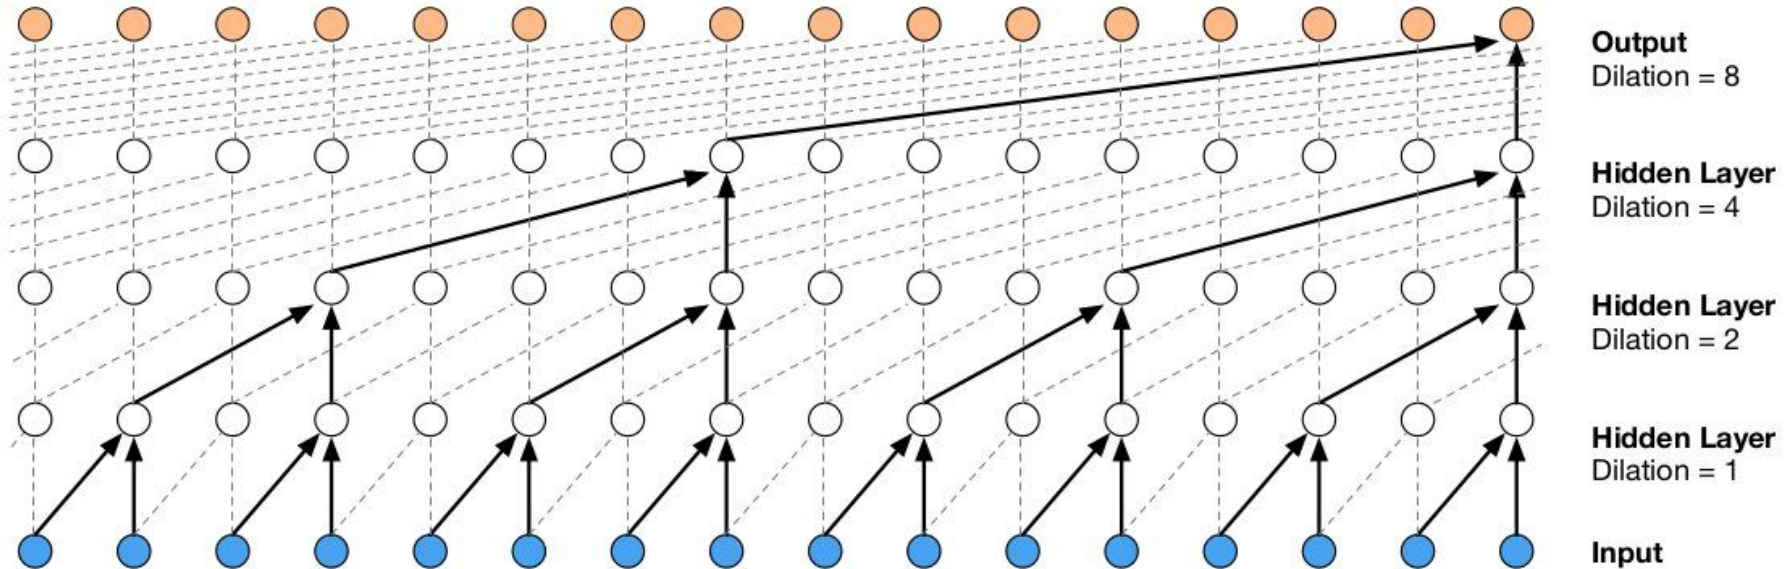 Output
Dilation = 8
Hidden Layer
Dilation = 4
Hidden Layer
Dilation = 2
Hidden Layer
Dilation = 1
Input